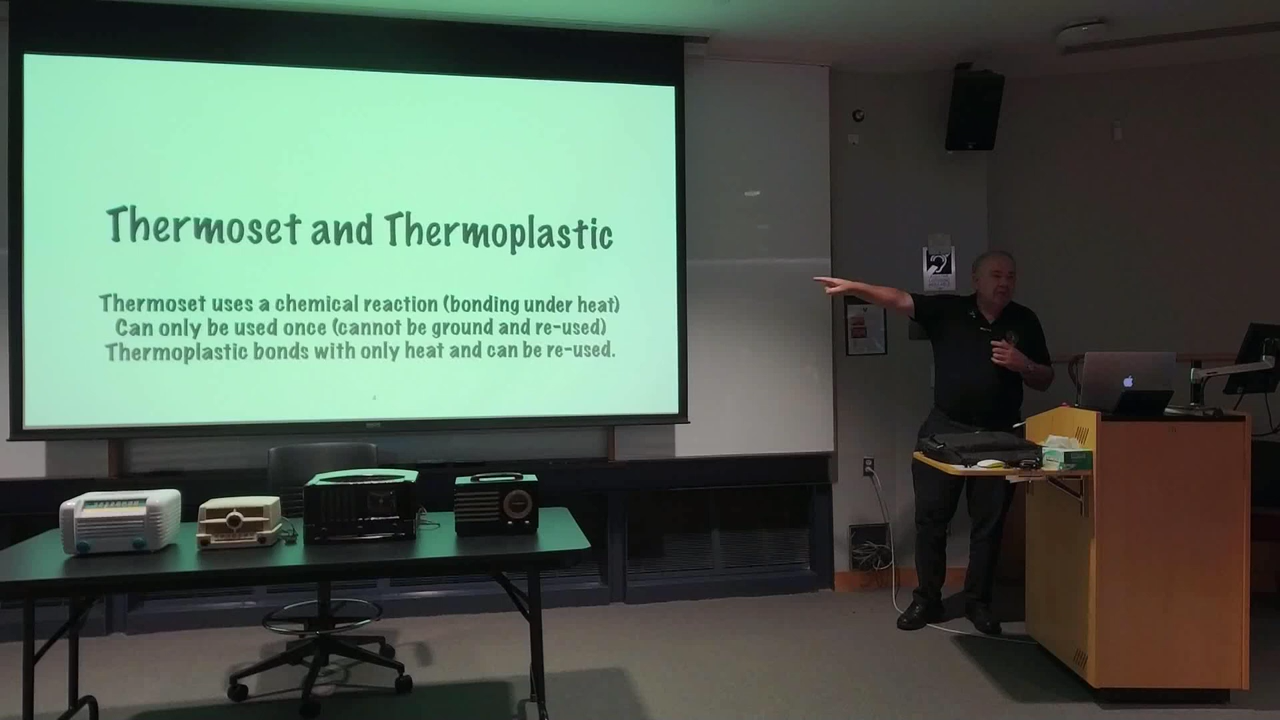 Thermoset and Thermoplastic
Thermoset uses a chemical reaction (bonding under heat)
Can only be used once (cannot be ground and re-used)
Thermoplastic bonds with only heat and can be re-used.